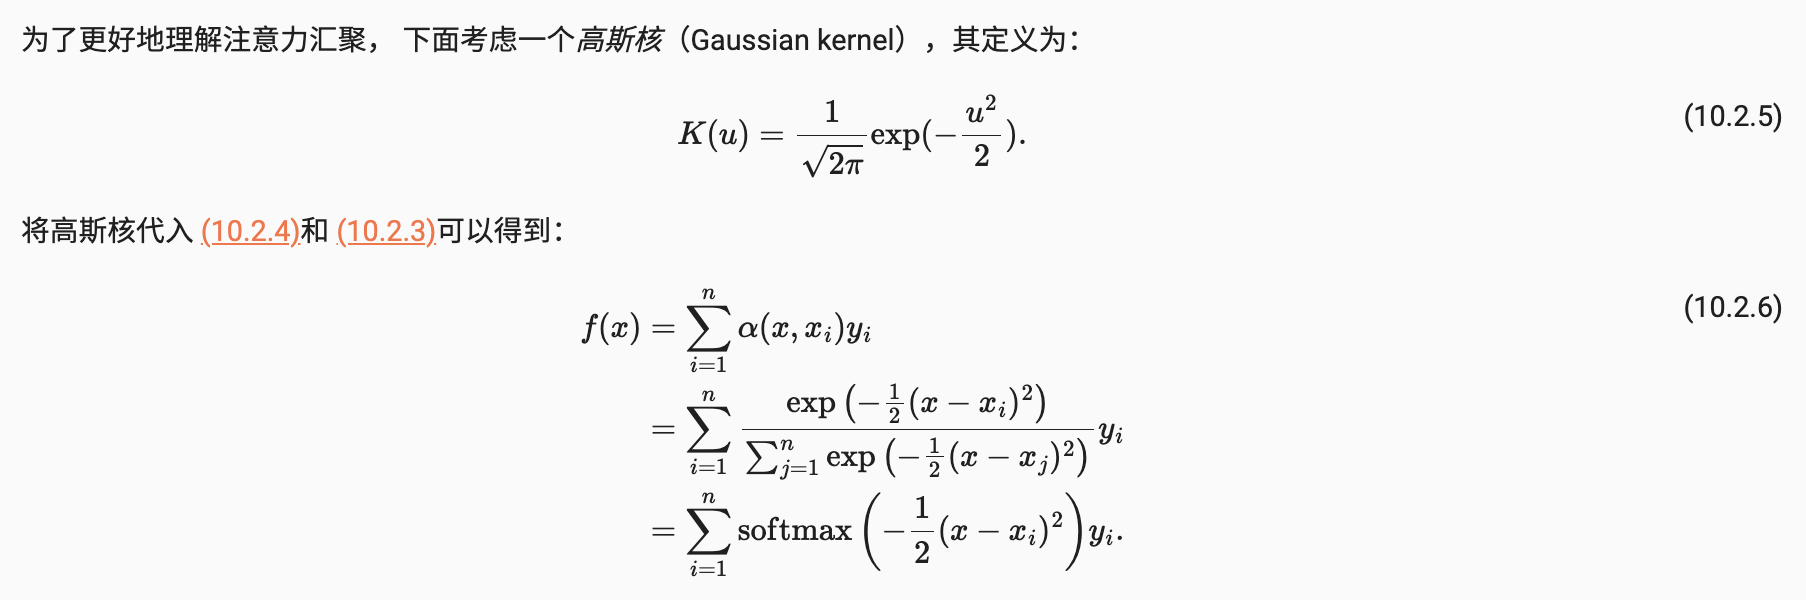 为了更好地理解注意力汇聚， 下面考虑一个高斯核（Gaussian kernel），其定义为：
K(u) = \frac{1}{\sqrt{2\pi}} \exp(-\frac{u^2}{2}). (10.2.5)
将高斯核代入 (10.2.4)和 (10.2.3)可以得到：
f(x) = \sum_{i=1}^{n} \alpha(x, x_i) y_i (10.2.6)
= \sum_{i=1}^{n} \frac{\exp\left(-\frac{1}{2}(x - x_i)^2\right)}{\sum_{j=1}^{n} \exp\left(-\frac{1}{2}(x - x_j)^2\right)} y_i
= \sum_{i=1}^{n} \mathrm{softmax}\left(-\frac{1}{2}(x - x_i)^2\right) y_i.